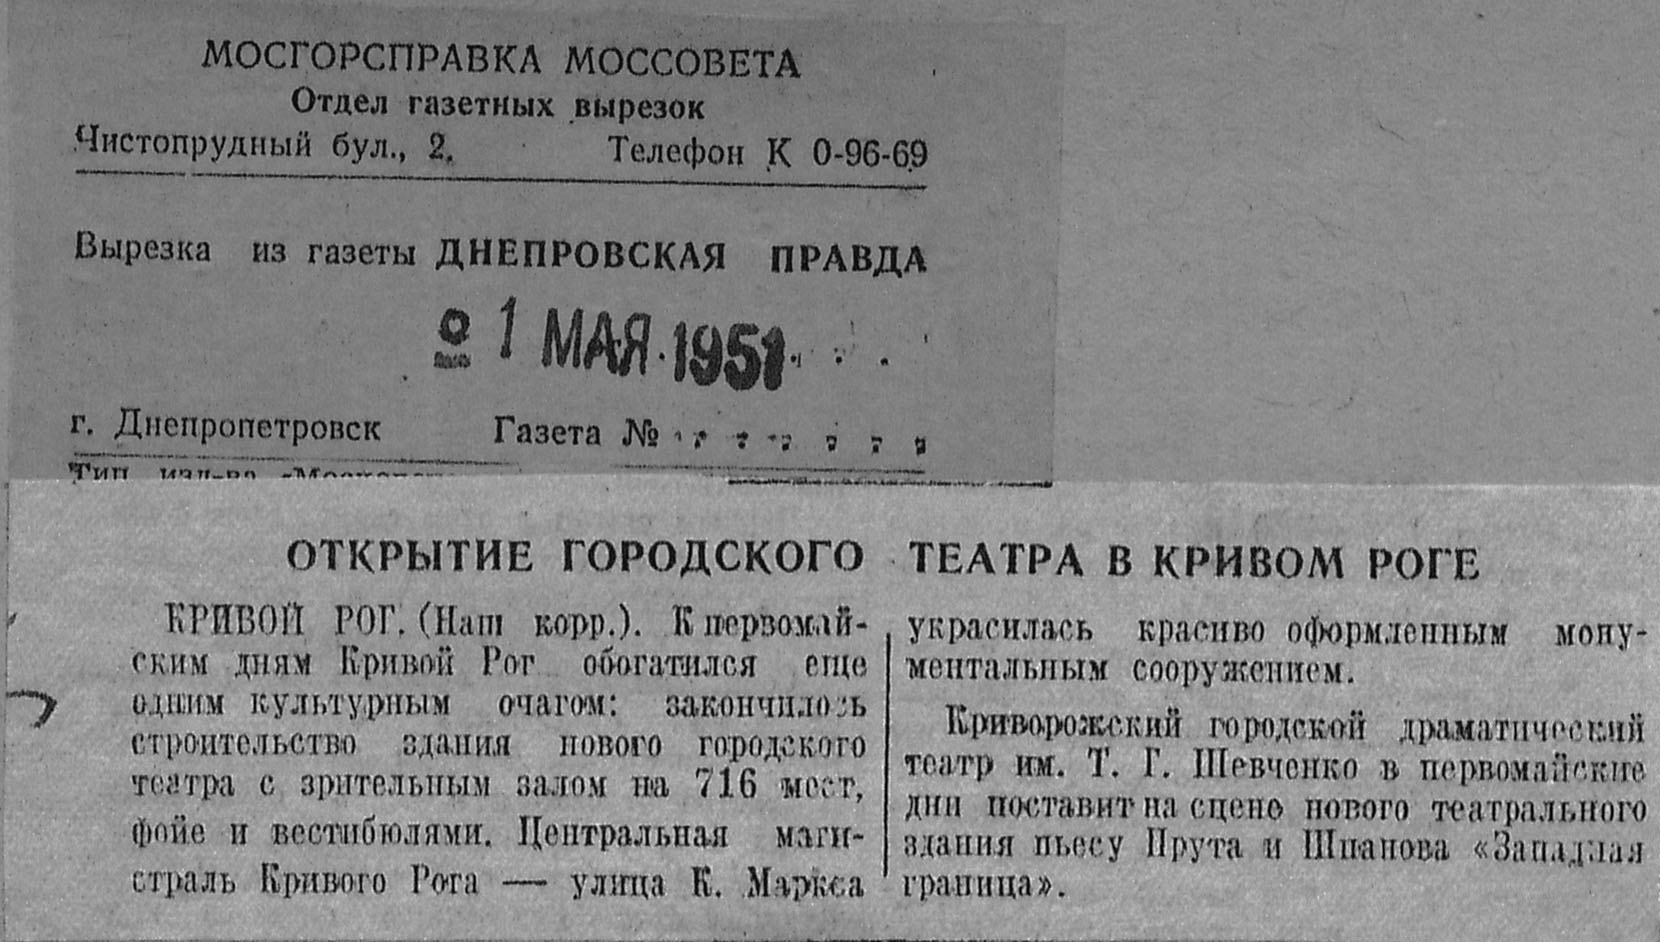 МОСГОРСПРАВКА МОССОВЕТА
Отдел газетных вырезок
Чистопрудный бул., 2. Телефон К 0-96-69
Вырезка из газеты ДНЕПРОВСКАЯ ПРАВДА
1 МАЯ 1951
г. Днепропетровск Газета №
Тип. изд-ва
ОТКРЫТИЕ ГОРОДСКОГО ТЕАТРА В КРИВОМ РОГЕ
КРИВОЙ РОГ. (Наш корр.). К первомай-
ским дням Кривой Рог обогатился еще
одним культурным очагом: закончилось
строительство здания нового городского
театра с зрительным залом на 716 мест,
фойе и вестибюлями. Центральная маги-
страль Кривого Рога — улица К. Маркса
украсилась красиво оформленным мону-
ментальным сооружением.
Криворожский городской драматический
театр им. Т. Г. Шевченко в первомайские
дни поставит на сцене нового театрального
здания пьесу Прута и Шпанова «Западная
граница».